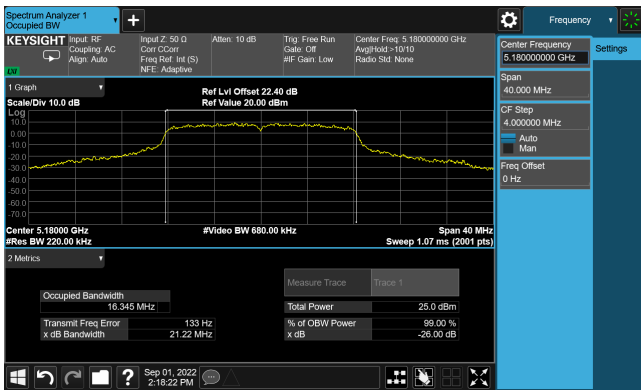 Spectrum Analyzer 1
Occupied BW
Frequency
KEYSIGHT
Input: RF
Coupling: AC
Align: Auto
Input Z: 50 Ω
Corr CCorr
Freq Ref: Int (S)
NFE: Adaptive
Atten: 10 dB
Trig: Free Run
Gate: Off
#IF Gain: Low
Center Freq: 5.180000000 GHz
Avg|Hold:>10/10
Radio Std: None
LXI
Center Frequency
5.180000000 GHz
Settings
Span
40.000 MHz
CF Step
4.000000 MHz
Auto
Man
Freq Offset
0 Hz
1 Graph
Scale/Div 10.0 dB
Ref Lvl Offset 22.40 dB
Ref Value 20.00 dBm
Log
10.0
0.00
-10.0
-20.0
-30.0
-40.0
-50.0
-60.0
-70.0
Center 5.18000 GHz
#Res BW 220.00 kHz
#Video BW 680.00 kHz
Span 40 MHz
Sweep 1.07 ms (2001 pts)
2 Metrics
Measure Trace
Trace 1
Occupied Bandwidth
16.345 MHz
Total Power
25.0 dBm
Transmit Freq Error
133 Hz
% of OBW Power
99.00 %
x dB Bandwidth
21.22 MHz
x dB
-26.00 dB
?
Sep 01, 2022
2:18:22 PM